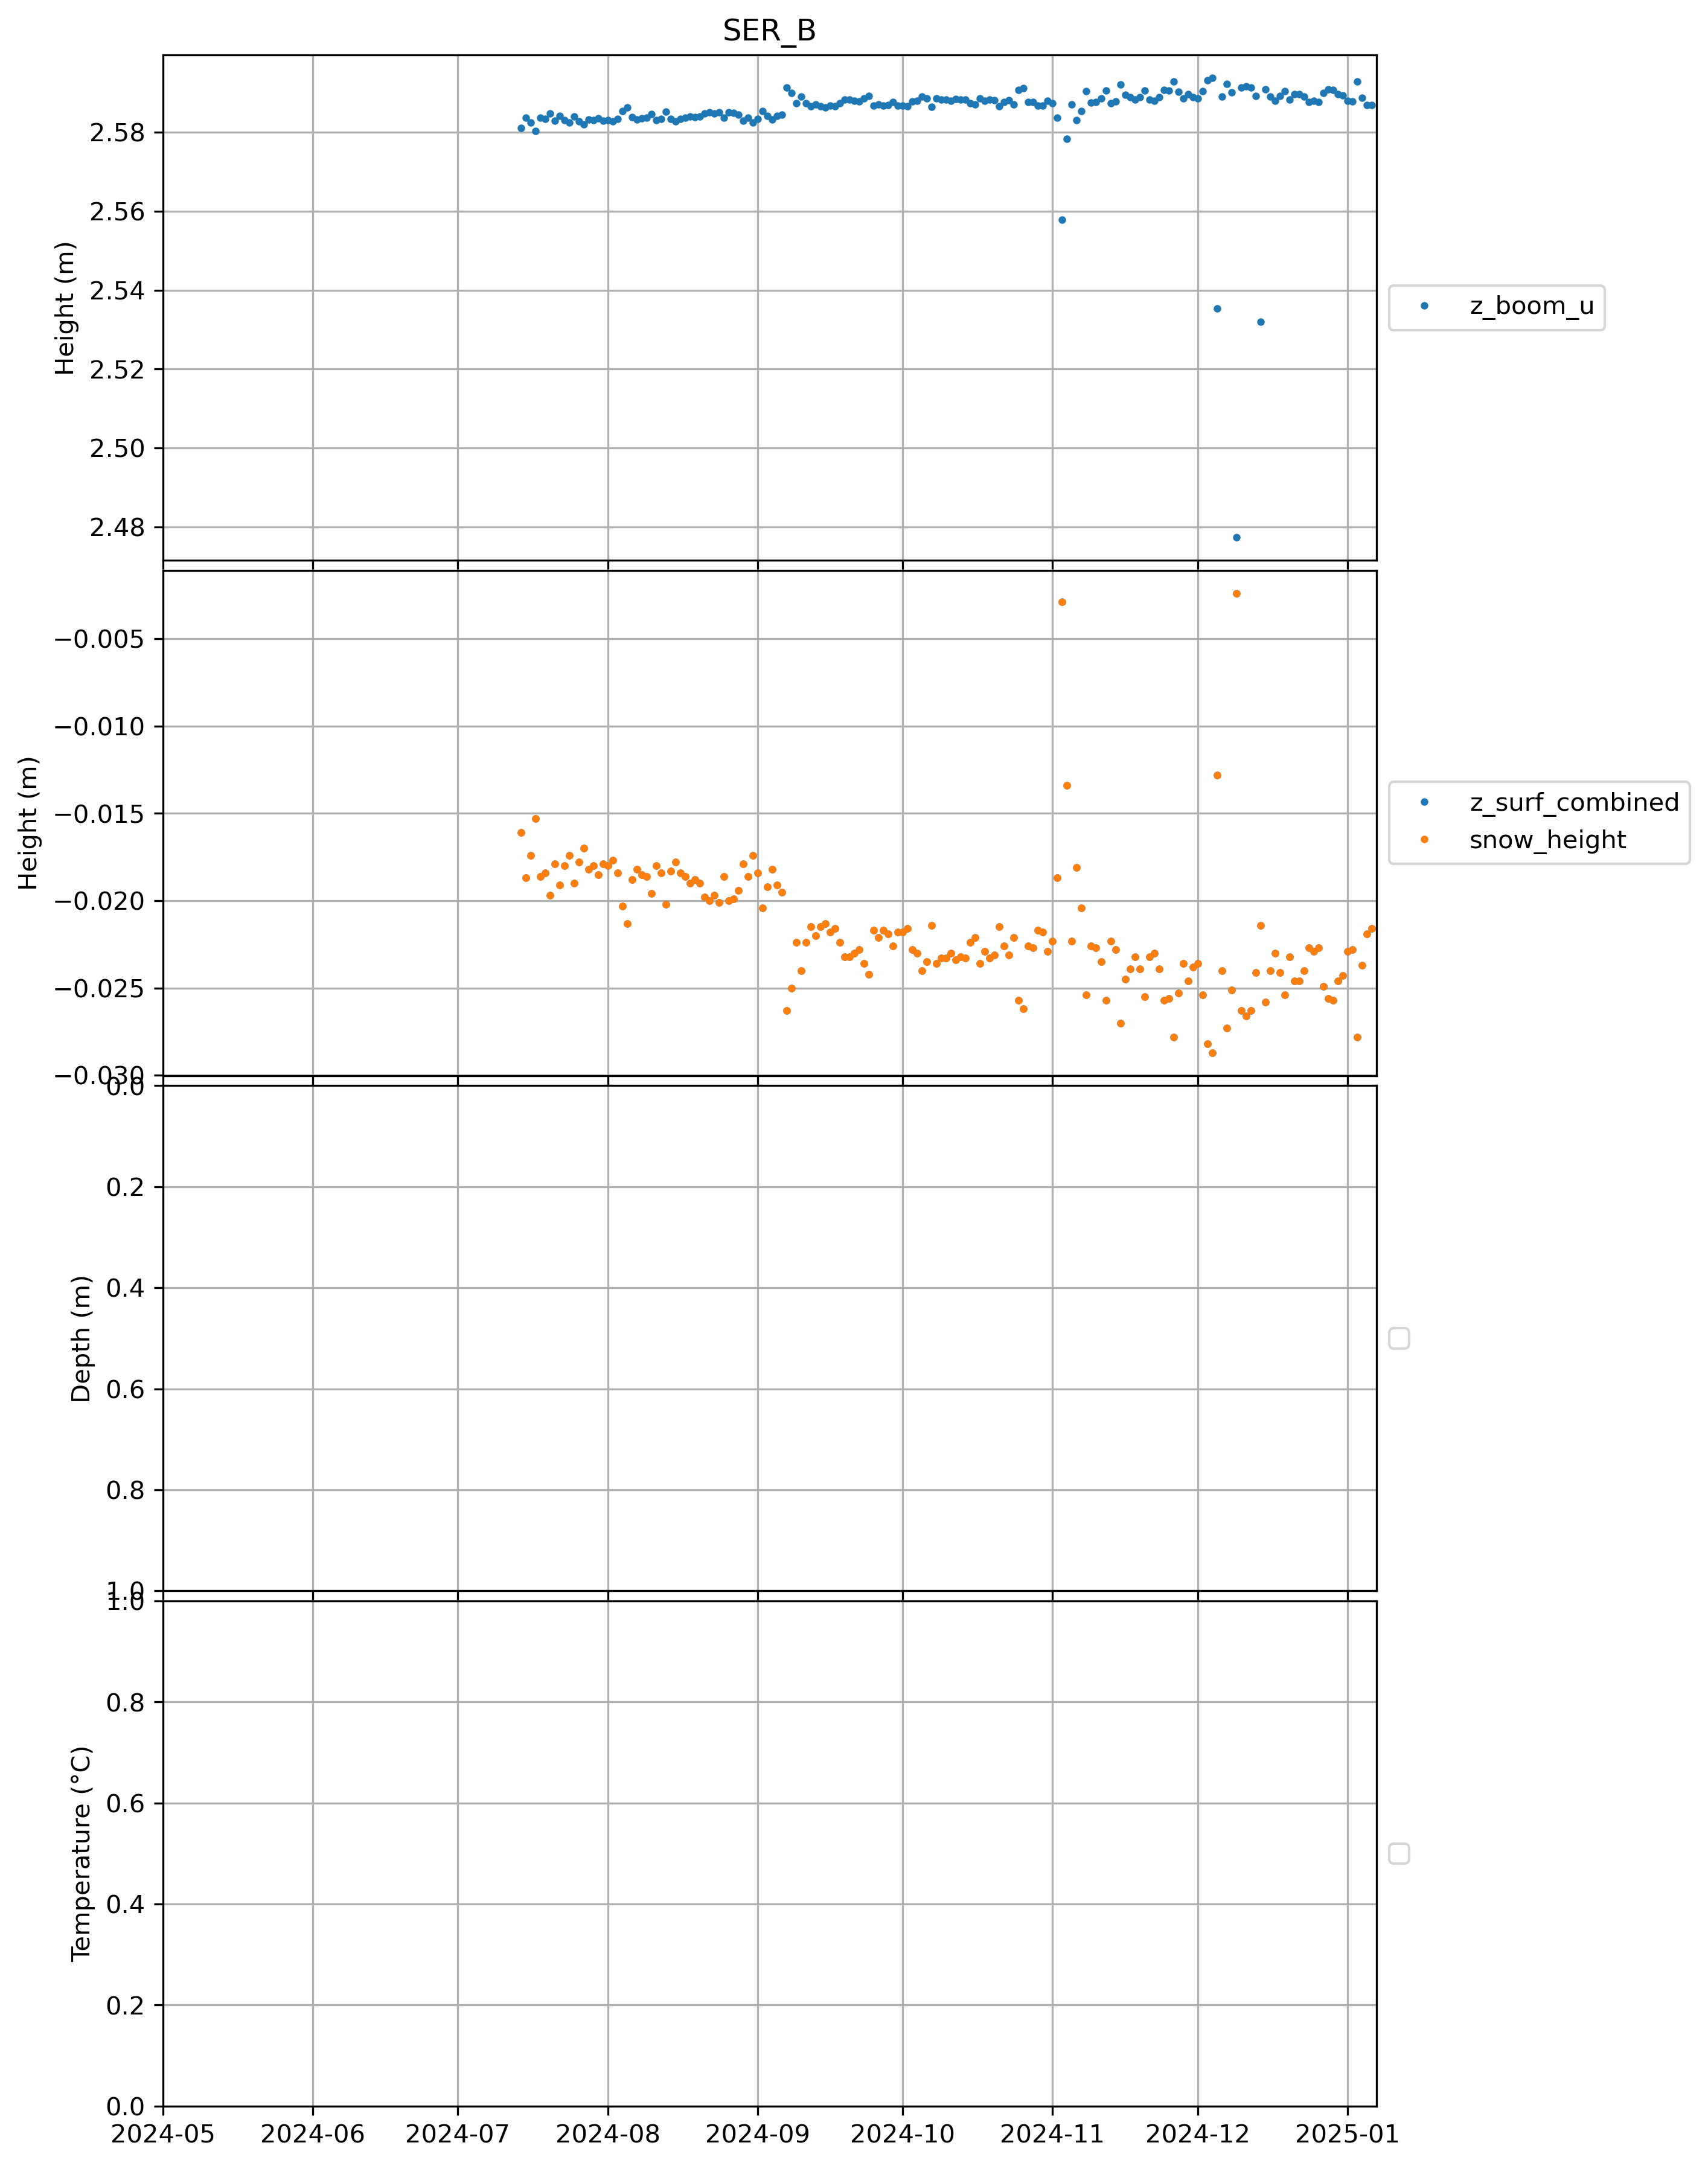 SER_B
2.58
2.56
2.54
2.52
2.50
2.48
Height (m)
z_boom_u
−0.005
−0.010
−0.015
−0.020
−0.025
−0.030
Height (m)
z_surf_combined
snow_height
0.0
0.2
0.4
0.6
0.8
1.0
Depth (m)
1.0
0.8
0.6
0.4
0.2
0.0
Temperature (°C)
2024-05 2024-06 2024-07 2024-08 2024-09 2024-10 2024-11 2024-12 2025-01